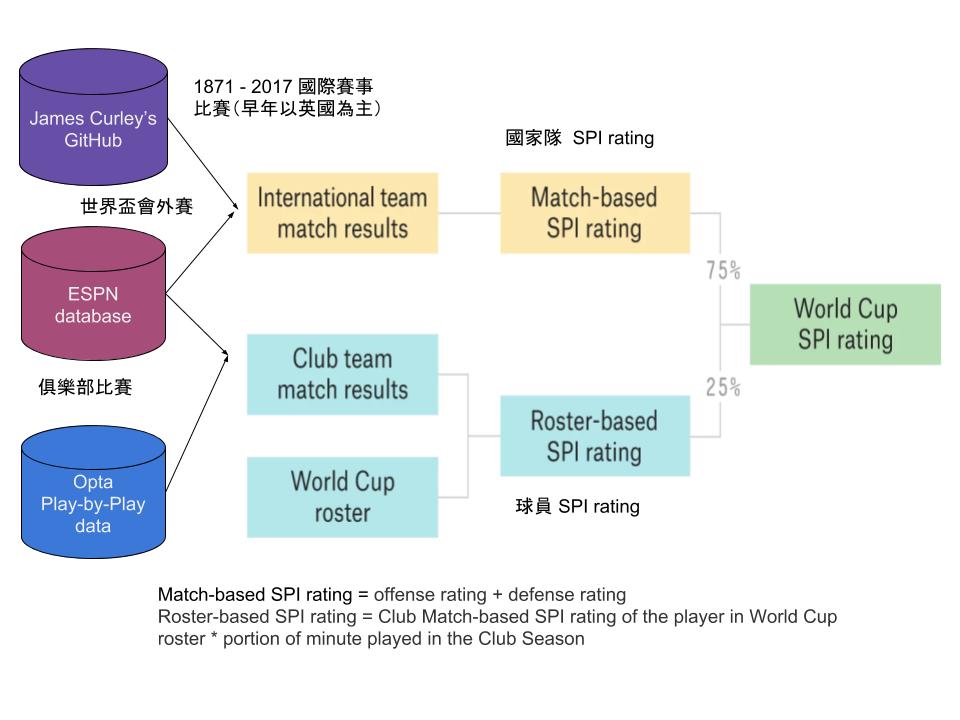 1871 - 2017 國際賽事
比賽（早年以英國為主）
James Curley's
GitHub
國家隊 SPI rating
世界盃會外賽
International team
match results
Match-based
SPI rating
75%
ESPN
database
World Cup
SPI rating
Club team
match results
俱樂部比賽
25%
Roster-based
SPI rating
World Cup
roster
Opta
Play-by-Play
data
球員 SPI rating
Match-based SPI rating = offense rating + defense rating
Roster-based SPI rating = Club Match-based SPI rating of the player in World Cup
roster * portion of minute played in the Club Season